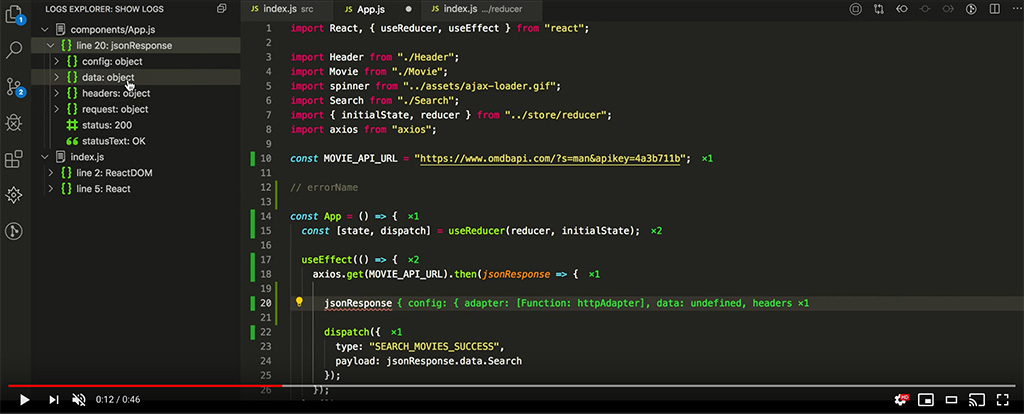 LOGS EXPLORER: SHOW LOGS
components/App.js
line 20: jsonResponse
config: object
data: object
headers: object
request: object
status: 200
statusText: OK
index.js
line 2: ReactDOM
line 5: React
1
2
JS index.js src
JS App.js
JS index.js .../reducer
1 import React, { useReducer, useEffect } from "react";
2
3 import Header from "./Header";
4 import Movie from "./Movie";
5 import spinner from "../assets/ajax-loader.gif";
6 import Search from "./Search";
7 import { initialState, reducer } from "../store/reducer";
8 import axios from "axios";
9
10 const MOVIE_API_URL = "https://www.omdbapi.com/?s=man&apikey=4a3b711b"; ×1
11
12 // errorName
13
14 const App = () => { ×1
15 const [state, dispatch] = useReducer(reducer, initialState); ×2
16
17 useEffect(() => { ×2
18 axios.get(MOVIE_API_URL).then(jsonResponse => { ×1
19
20 jsonResponse { config: { adapter: [Function: httpAdapter], data: undefined, headers ×1
21
22 dispatch({ ×1
23 type: "SEARCH_MOVIES_SUCCESS",
24 payload: jsonResponse.data.Search
25 });
26 });
0:12 / 0:46
HD